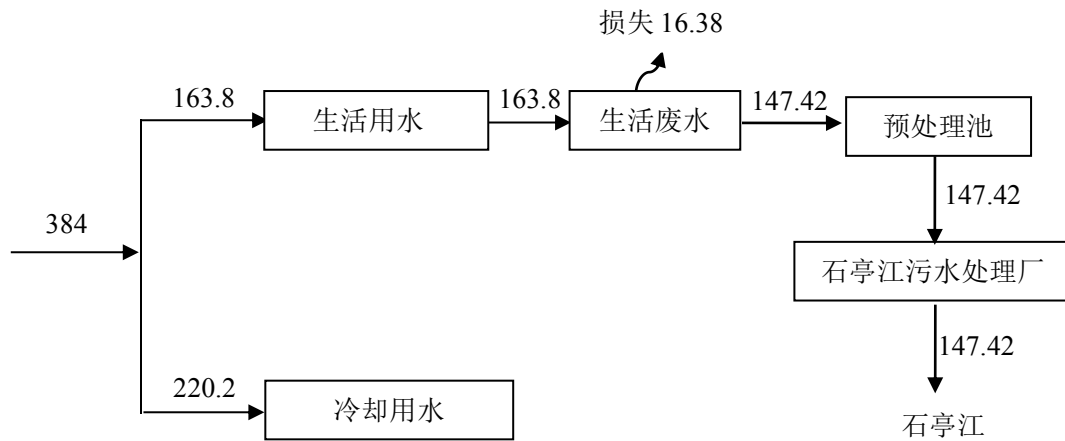 损失 16.38
163.8
生活用水
163.8
生活废水
147.42
预处理池
147.42
384
石亭江污水处理厂
147.42
220.2
冷却用水
石亭江